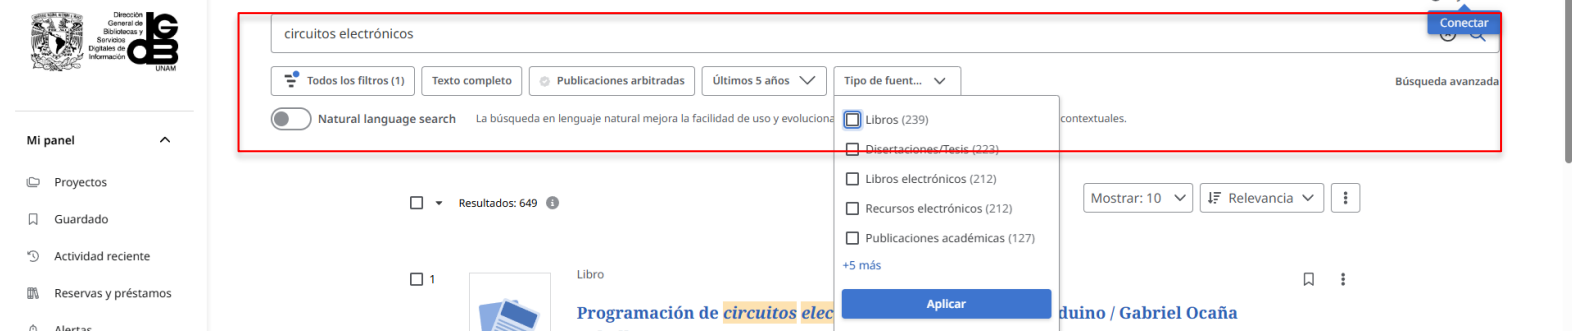 Dirección
General de
Bibliotecas y
Servicios
Digitales de
Información
UNAM
Conectar
circuitos electrónicos
Todos los filtros (1)
Texto completo
Publicaciones arbitradas
Últimos 5 años
Tipo de fuent...
Búsqueda avanzada
Natural language search
La búsqueda en lenguaje natural mejora la facilidad de uso y evoluciona
contextuales.
Libros (239)
Disertaciones/Tesis (223)
Libros electrónicos (212)
Recursos electrónicos (212)
Publicaciones académicas (127)
+5 más
Aplicar
Mi panel
Proyectos
Guardado
Actividad reciente
Reservas y préstamos
Alertas
Resultados: 649
Mostrar: 10
Relevancia
1
Libro
Programación de circuitos elec
duino / Gabriel Ocaña